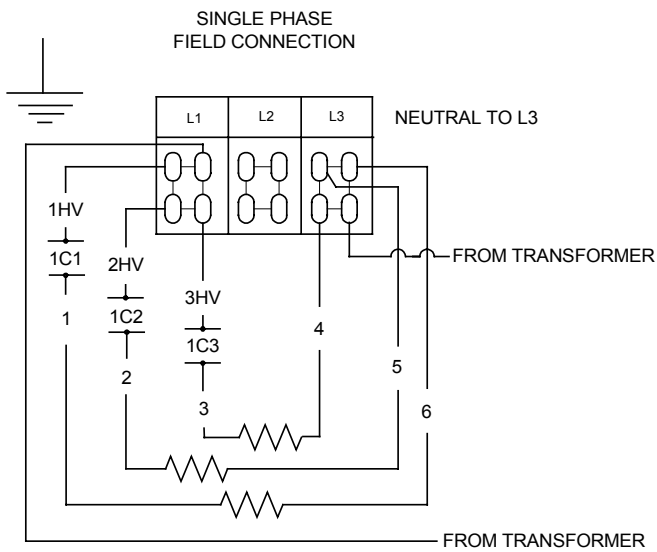 SINGLE PHASE
FIELD CONNECTION
L1 L2 L3
NEUTRAL TO L3
1HV
2HV
FROM TRANSFORMER
1C1
3HV
1C2
1
4
1C3
5
2
3
6
FROM TRANSFORMER